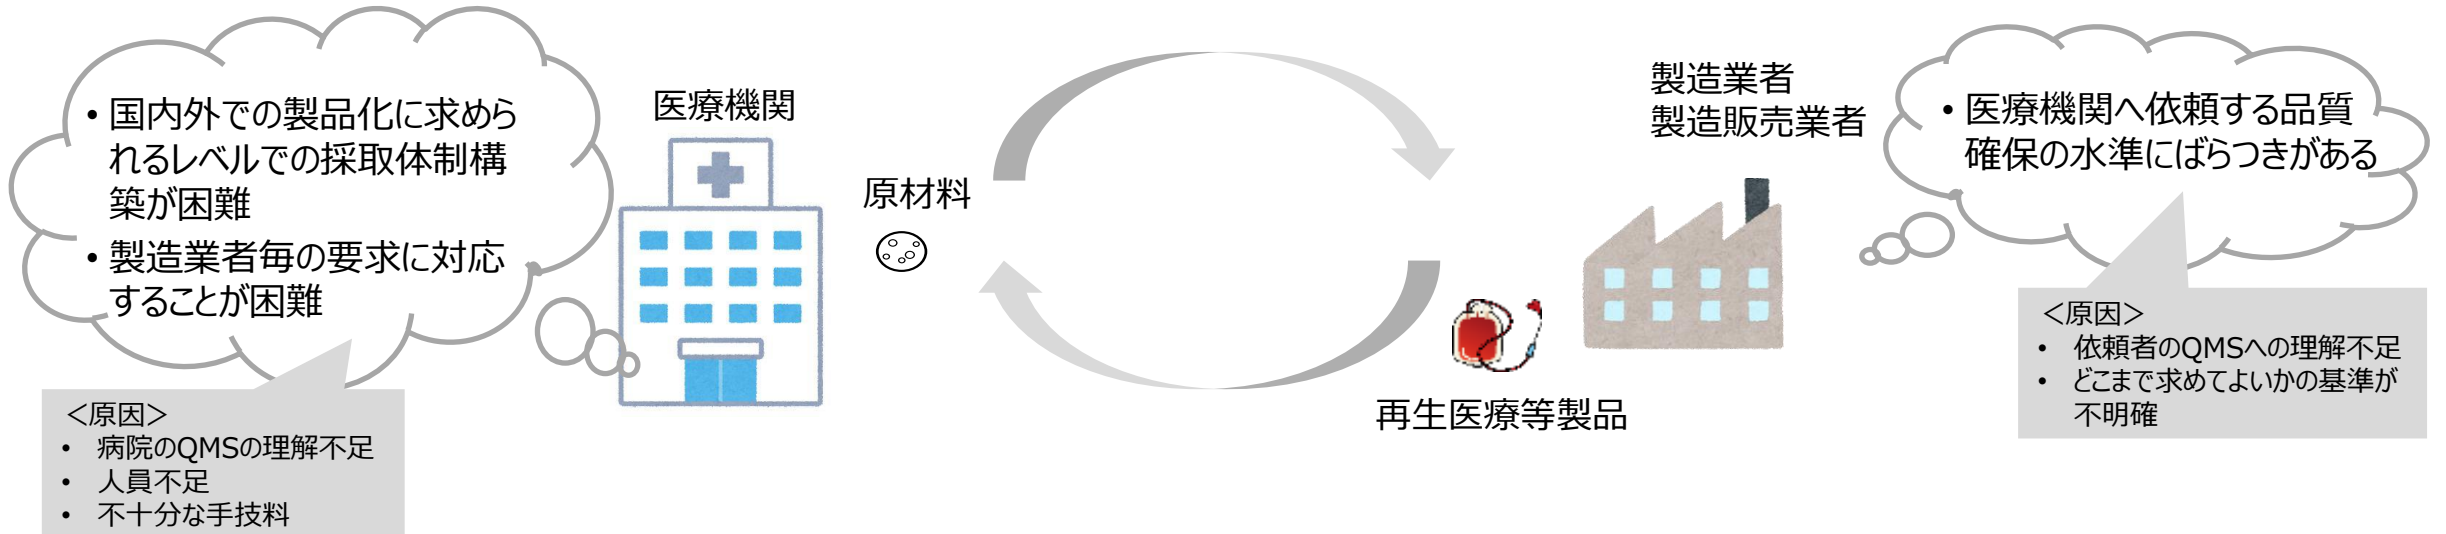 • 国内外での製品化に求めら
れるレベルでの採取体制構
築が困難
• 製造業者毎の要求に対応
することが困難
＜原因＞
• 病院のQMSの理解不足
• 人員不足
• 不十分な手技料
医療機関
原材料
再生医療等製品
製造業者
製造販売業者
• 医療機関へ依頼する品質
確保の水準にばらつきがある
＜原因＞
• 依頼者のQMSへの理解不足
• どこまで求めてよいかの基準が
不明確